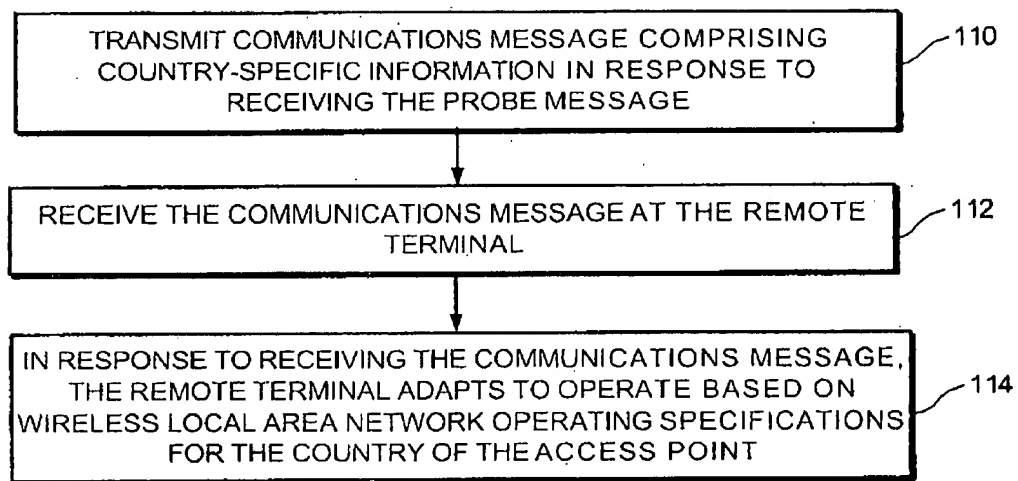 TRANSMIT COMMUNICATIONS MESSAGE COMPRISING
COUNTRY-SPECIFIC INFORMATION IN RESPONSE TO
RECEIVING THE PROBE MESSAGE
110
RECEIVE THE COMMUNICATIONS MESSAGE AT THE REMOTE
TERMINAL
112
IN RESPONSE TO RECEIVING THE COMMUNICATIONS MESSAGE,
THE REMOTE TERMINAL ADAPTS TO OPERATE BASED ON
WIRELESS LOCAL AREA NETWORK OPERATING SPECIFICATIONS
FOR THE COUNTRY OF THE ACCESS POINT
114